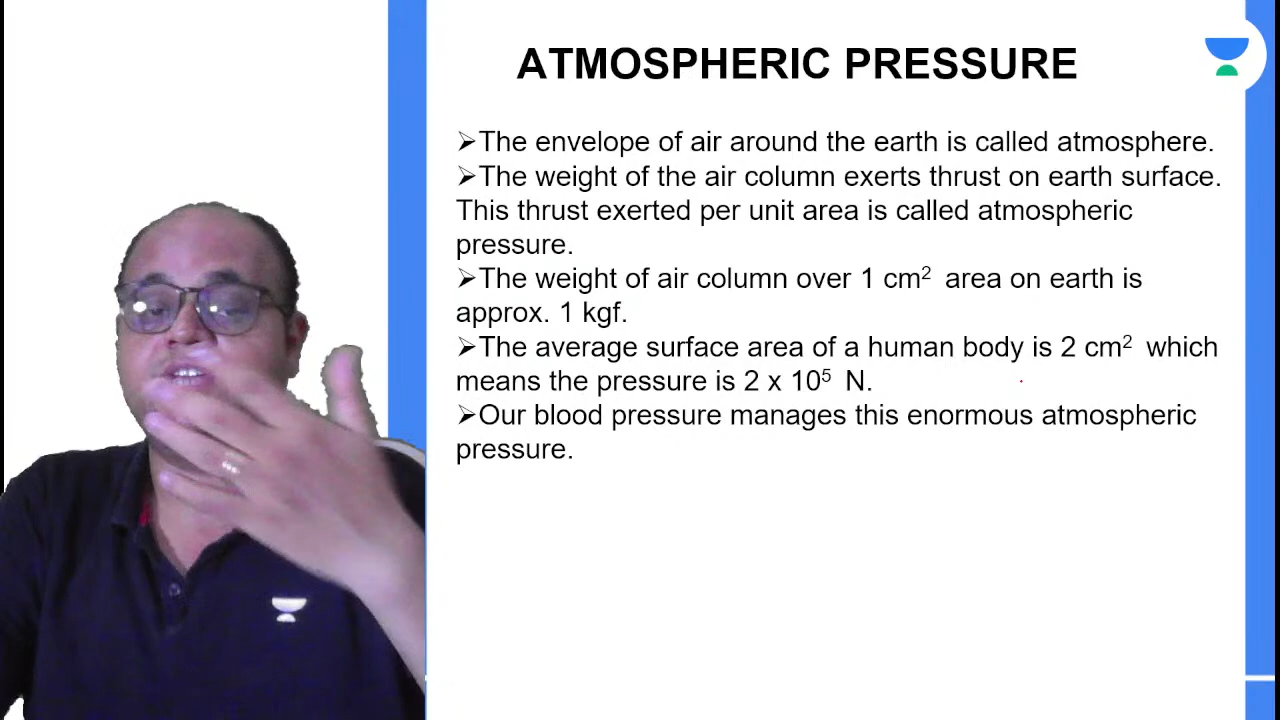 ATMOSPHERIC PRESSURE
➢The envelope of air around the earth is called atmosphere.
➢The weight of the air column exerts thrust on earth surface.
This thrust exerted per unit area is called atmospheric
pressure.
➢The weight of air column over 1 cm² area on earth is
approx. 1 kgf.
➢The average surface area of a human body is 2 cm² which
means the pressure is 2 x 10⁵ N.
➢Our blood pressure manages this enormous atmospheric
pressure.